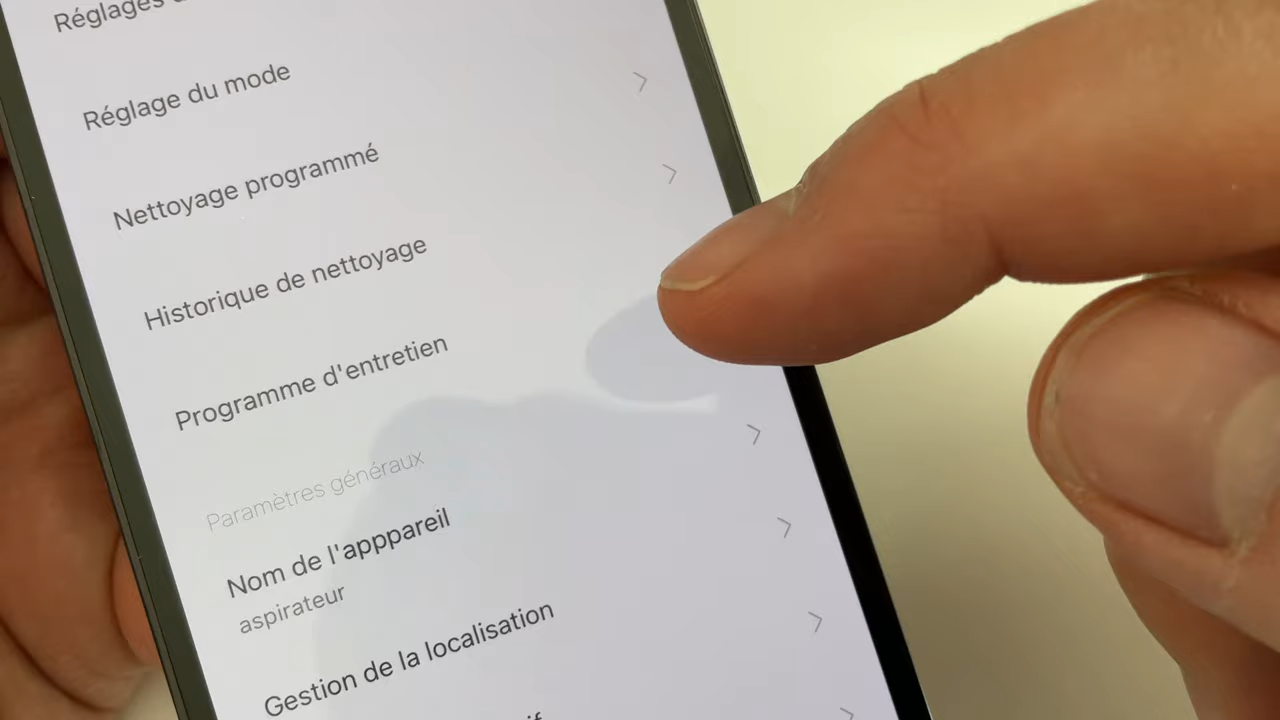 Réglages
Réglage du mode
Nettoyage programmé
Historique de nettoyage
Programme d'entretien
Paramètres généraux
Nom de l'apppareil
aspirateur
Gestion de la localisation